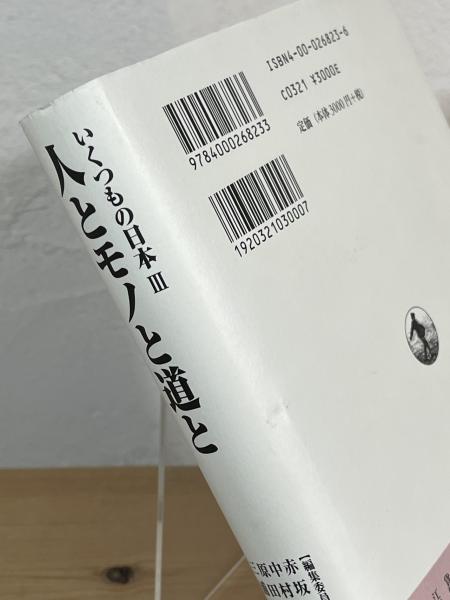 いくつもの日本 III
人とモノと道と
ISBN4-00-026823-6
C0321 ¥3000E
定価（本体3000円+税）
9784000268233
1920321030007
【編集委員
赤坂
中村
原田
三